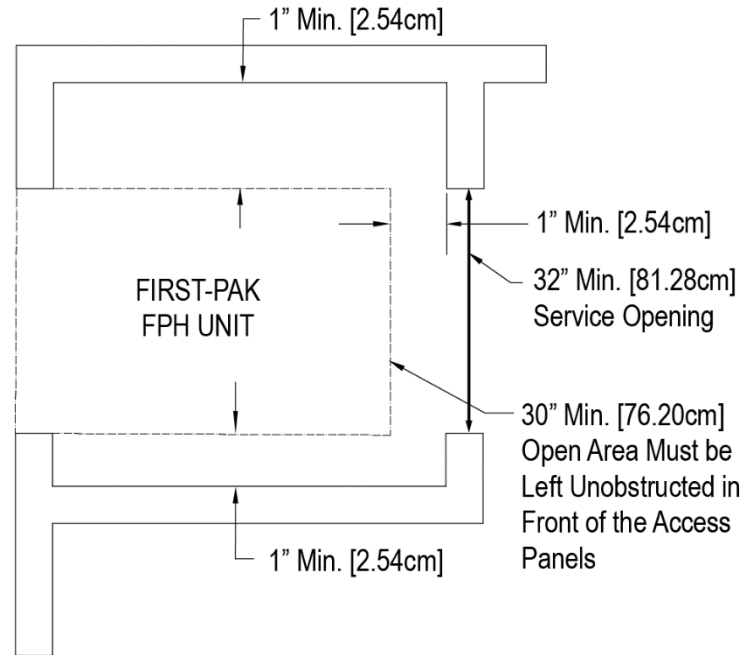 1” Min. [2.54cm]
1” Min. [2.54cm]
32” Min. [81.28cm]
Service Opening
FIRST-PAK
FPH UNIT
30” Min. [76.20cm]
Open Area Must be
Left Unobstructed in
Front of the Access
Panels
1” Min. [2.54cm]